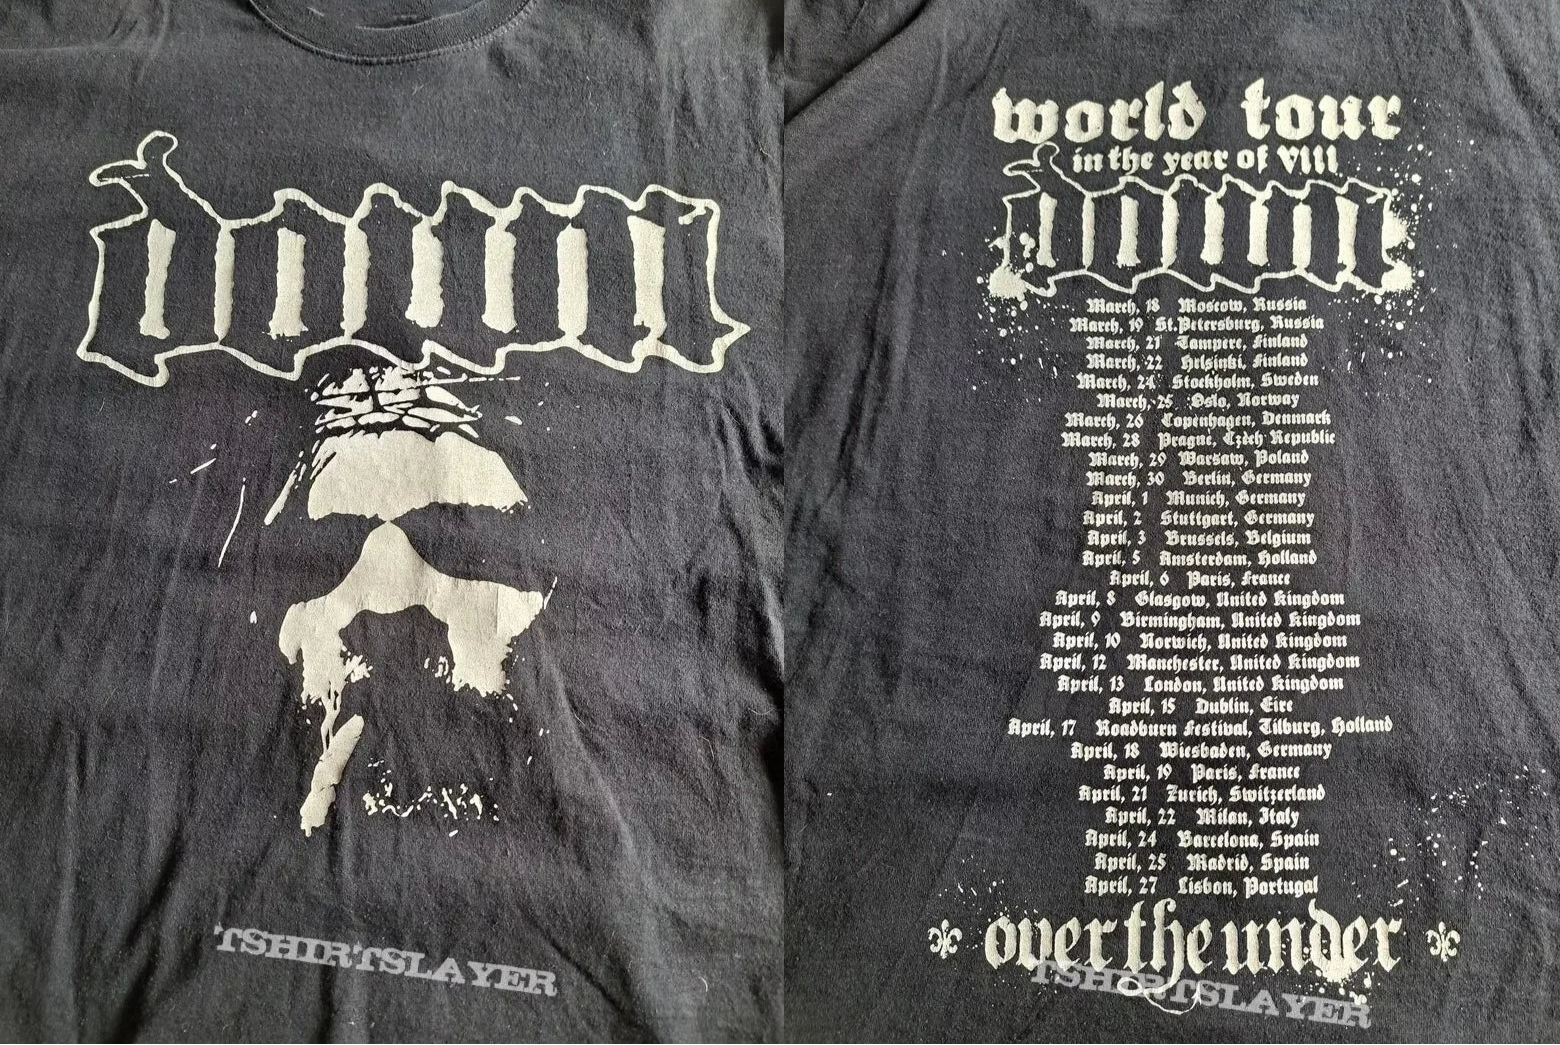 down
TSHIRTSLAYER
world tour
in the year of VIII
down
March, 18 Moscow, Russia
March, 19 St.Petersburg, Russia
March, 21 Tampere, Finland
March, 22 Helsinki, Finland
March, 24 Stockholm, Sweden
March, 25 Oslo, Norway
March, 26 Copenhagen, Denmark
March, 28 Prague, Czech Republic
March, 29 Warsaw, Poland
March, 30 Berlin, Germany
April, 1 Munich, Germany
April, 2 Stuttgart, Germany
April, 3 Brussels, Belgium
April, 5 Amsterdam, Holland
April, 6 Paris, France
April, 8 Glasgow, United Kingdom
April, 9 Birmingham, United Kingdom
April, 10 Norwich, United Kingdom
April, 12 Manchester, United Kingdom
April, 13 London, United Kingdom
April, 15 Dublin, Eire
April, 17 Roadburn Festival, Tilburg, Holland
April, 18 Wiesbaden, Germany
April, 19 Paris, France
April, 21 Zurich, Switzerland
April, 22 Milan, Italy
April, 24 Barcelona, Spain
April, 25 Madrid, Spain
April, 27 Lisbon, Portugal
over the under
TSHIRTSLAYER